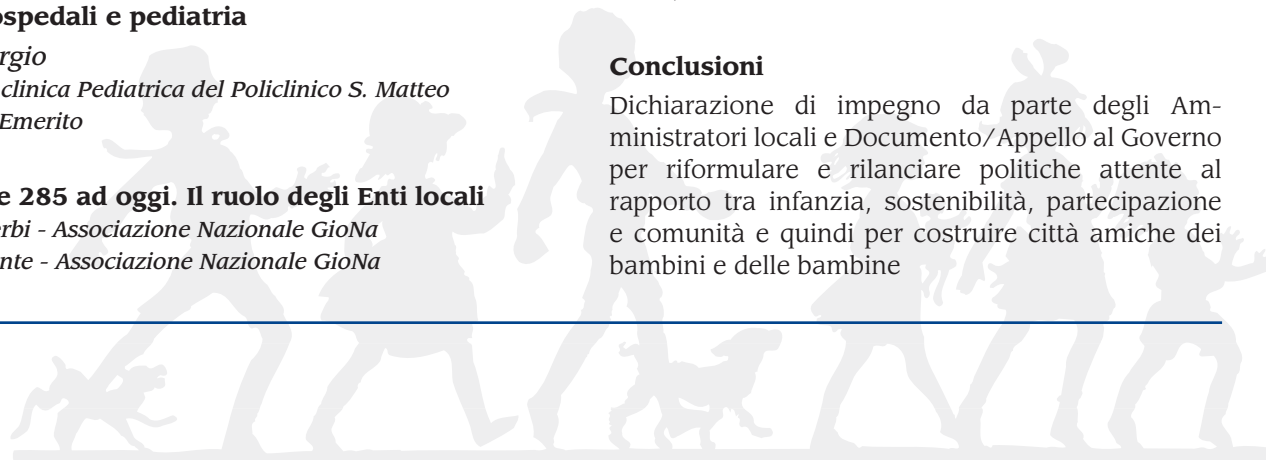 ospedali e pediatria
rgio
clinica Pediatrica del Policlinico S. Matteo
Emerito
e 285 ad oggi. Il ruolo degli Enti locali
erbi - Associazione Nazionale GioNa
nte - Associazione Nazionale GioNa
Conclusioni
Dichiarazione di impegno da parte degli Am-
ministratori locali e Documento/Appello al Governo
per riformulare e rilanciare politiche attente al
rapporto tra infanzia, sostenibilità, partecipazione
e comunità e quindi per costruire città amiche dei
bambini e delle bambine